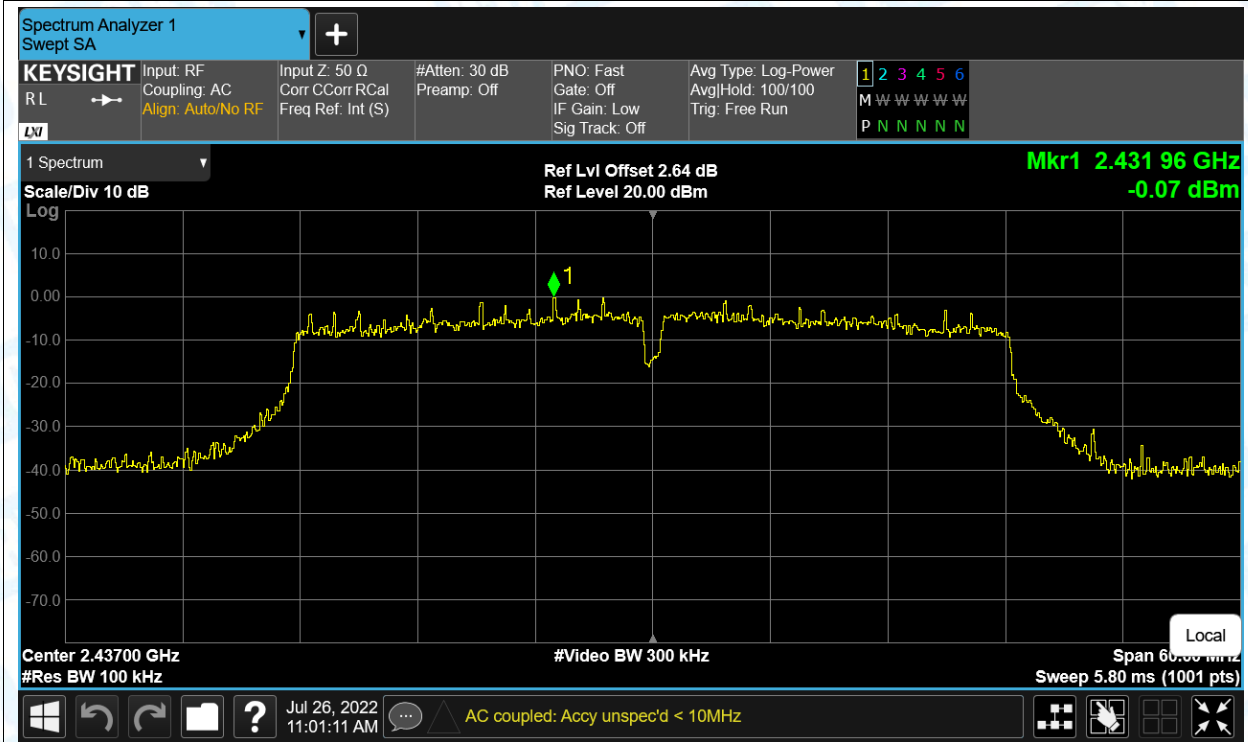 Spectrum Analyzer 1
Swept SA
KEYSIGHT
R L
LXI
Input: RF
Coupling: AC
Align: Auto/No RF
Input Z: 50 Ω
Corr CCorr RCal
Freq Ref: Int (S)
#Atten: 30 dB
Preamp: Off
PNO: Fast
Gate: Off
IF Gain: Low
Sig Track: Off
Avg Type: Log-Power
Avg|Hold: 100/100
Trig: Free Run
1 2 3 4 5 6
M W W W W W
P N N N N N
1 Spectrum
Scale/Div 10 dB
Log
Ref Lvl Offset 2.64 dB
Ref Level 20.00 dBm
Mkr1 2.431 96 GHz
-0.07 dBm
1
10.0
0.00
-10.0
-20.0
-30.0
-40.0
-50.0
-60.0
-70.0
Local
Center 2.43700 GHz
#Video BW 300 kHz
Span
#Res BW 100 kHz
Sweep 5.80 ms (1001 pts)
?
Jul 26, 2022
11:01:11 AM
AC coupled: Accy unspec'd < 10MHz